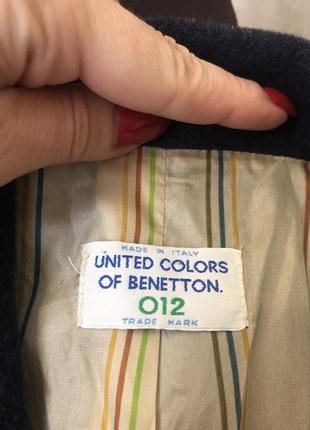 MADE IN ITALY
UNITED COLORS
OF BENETTON.
012
TRADE MARK